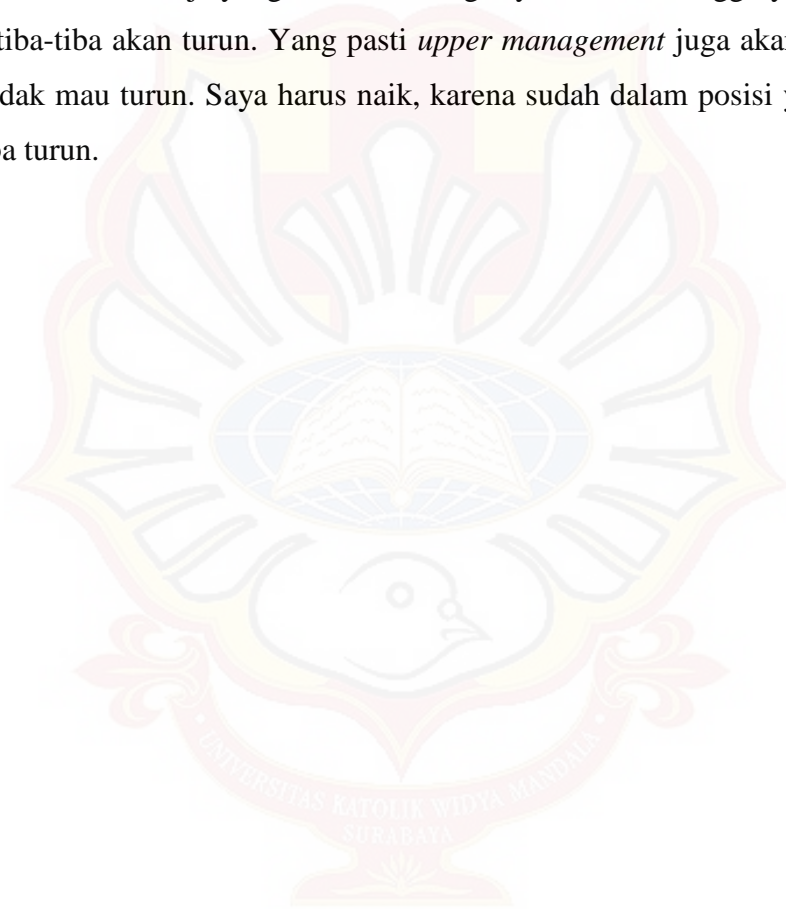 tiba-tiba akan turun. Yang pasti upper management juga akan
dak mau turun. Saya harus naik, karena sudah dalam posisi
a turun.
UNIVERSITAS KATOLIK WIDYA MANDALA
SURABAYA